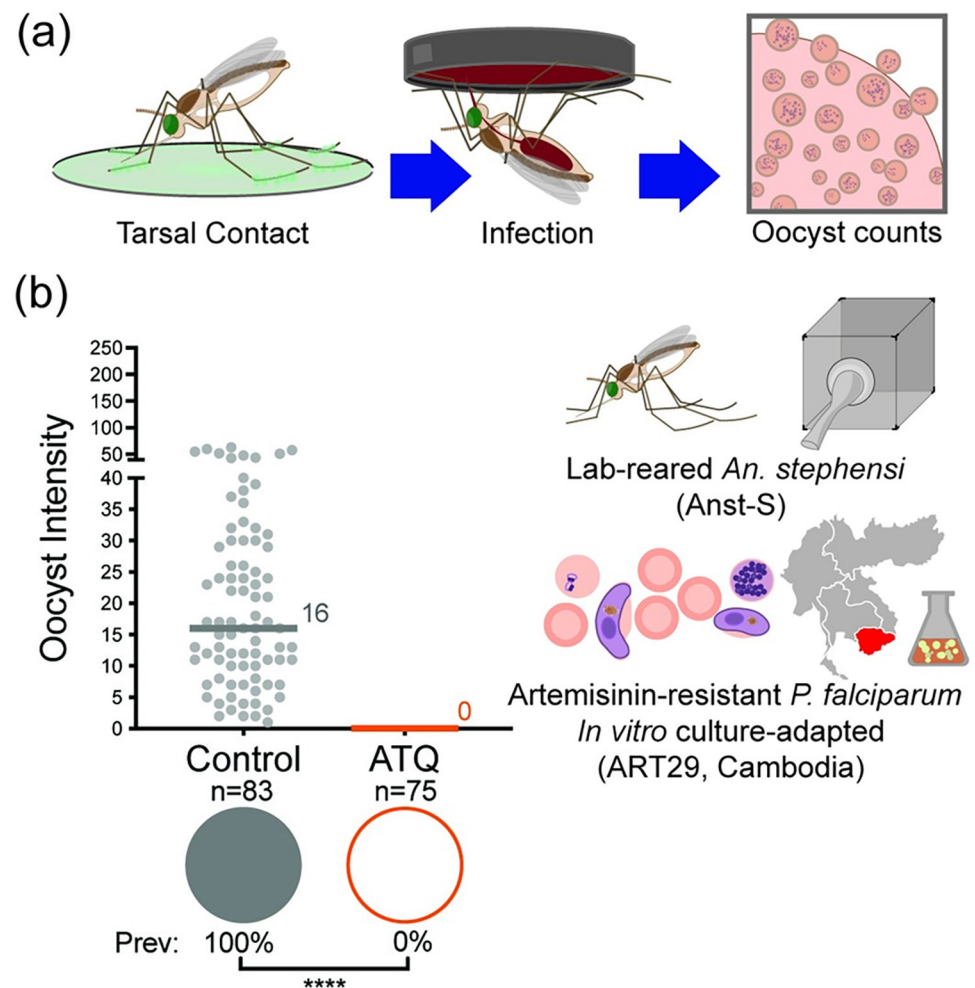 (a)
Tarsal Contact
Infection
Oocyst counts
(b)
Oocyst Intensity
250
200
150
100
50
40
35
30
25
20
15
10
5
0
16
0
Control
n=83
ATQ
n=75
Prev:
100%
0%
****
Lab-reared An. stephensi
(Anst-S)
Artemisinin-resistant P. falciparum
In vitro culture-adapted
(ART29, Cambodia)